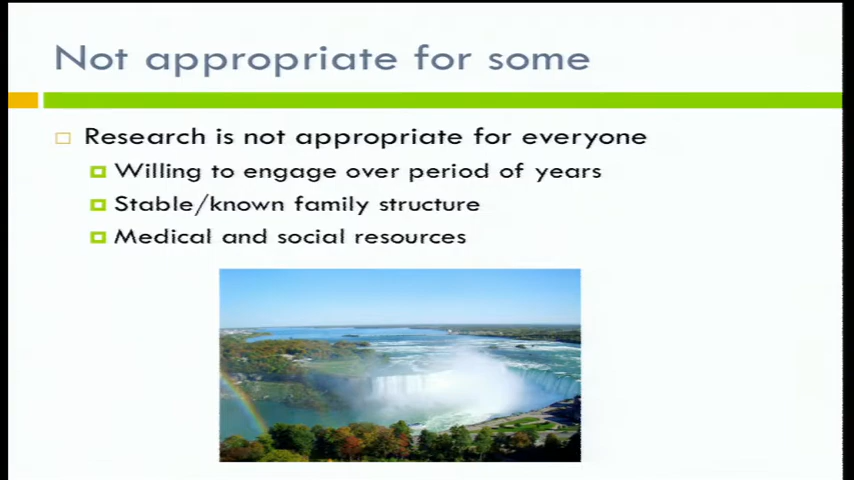 Not appropriate for some
Research is not appropriate for everyone
Willing to engage over period of years
Stable/known family structure
Medical and social resources